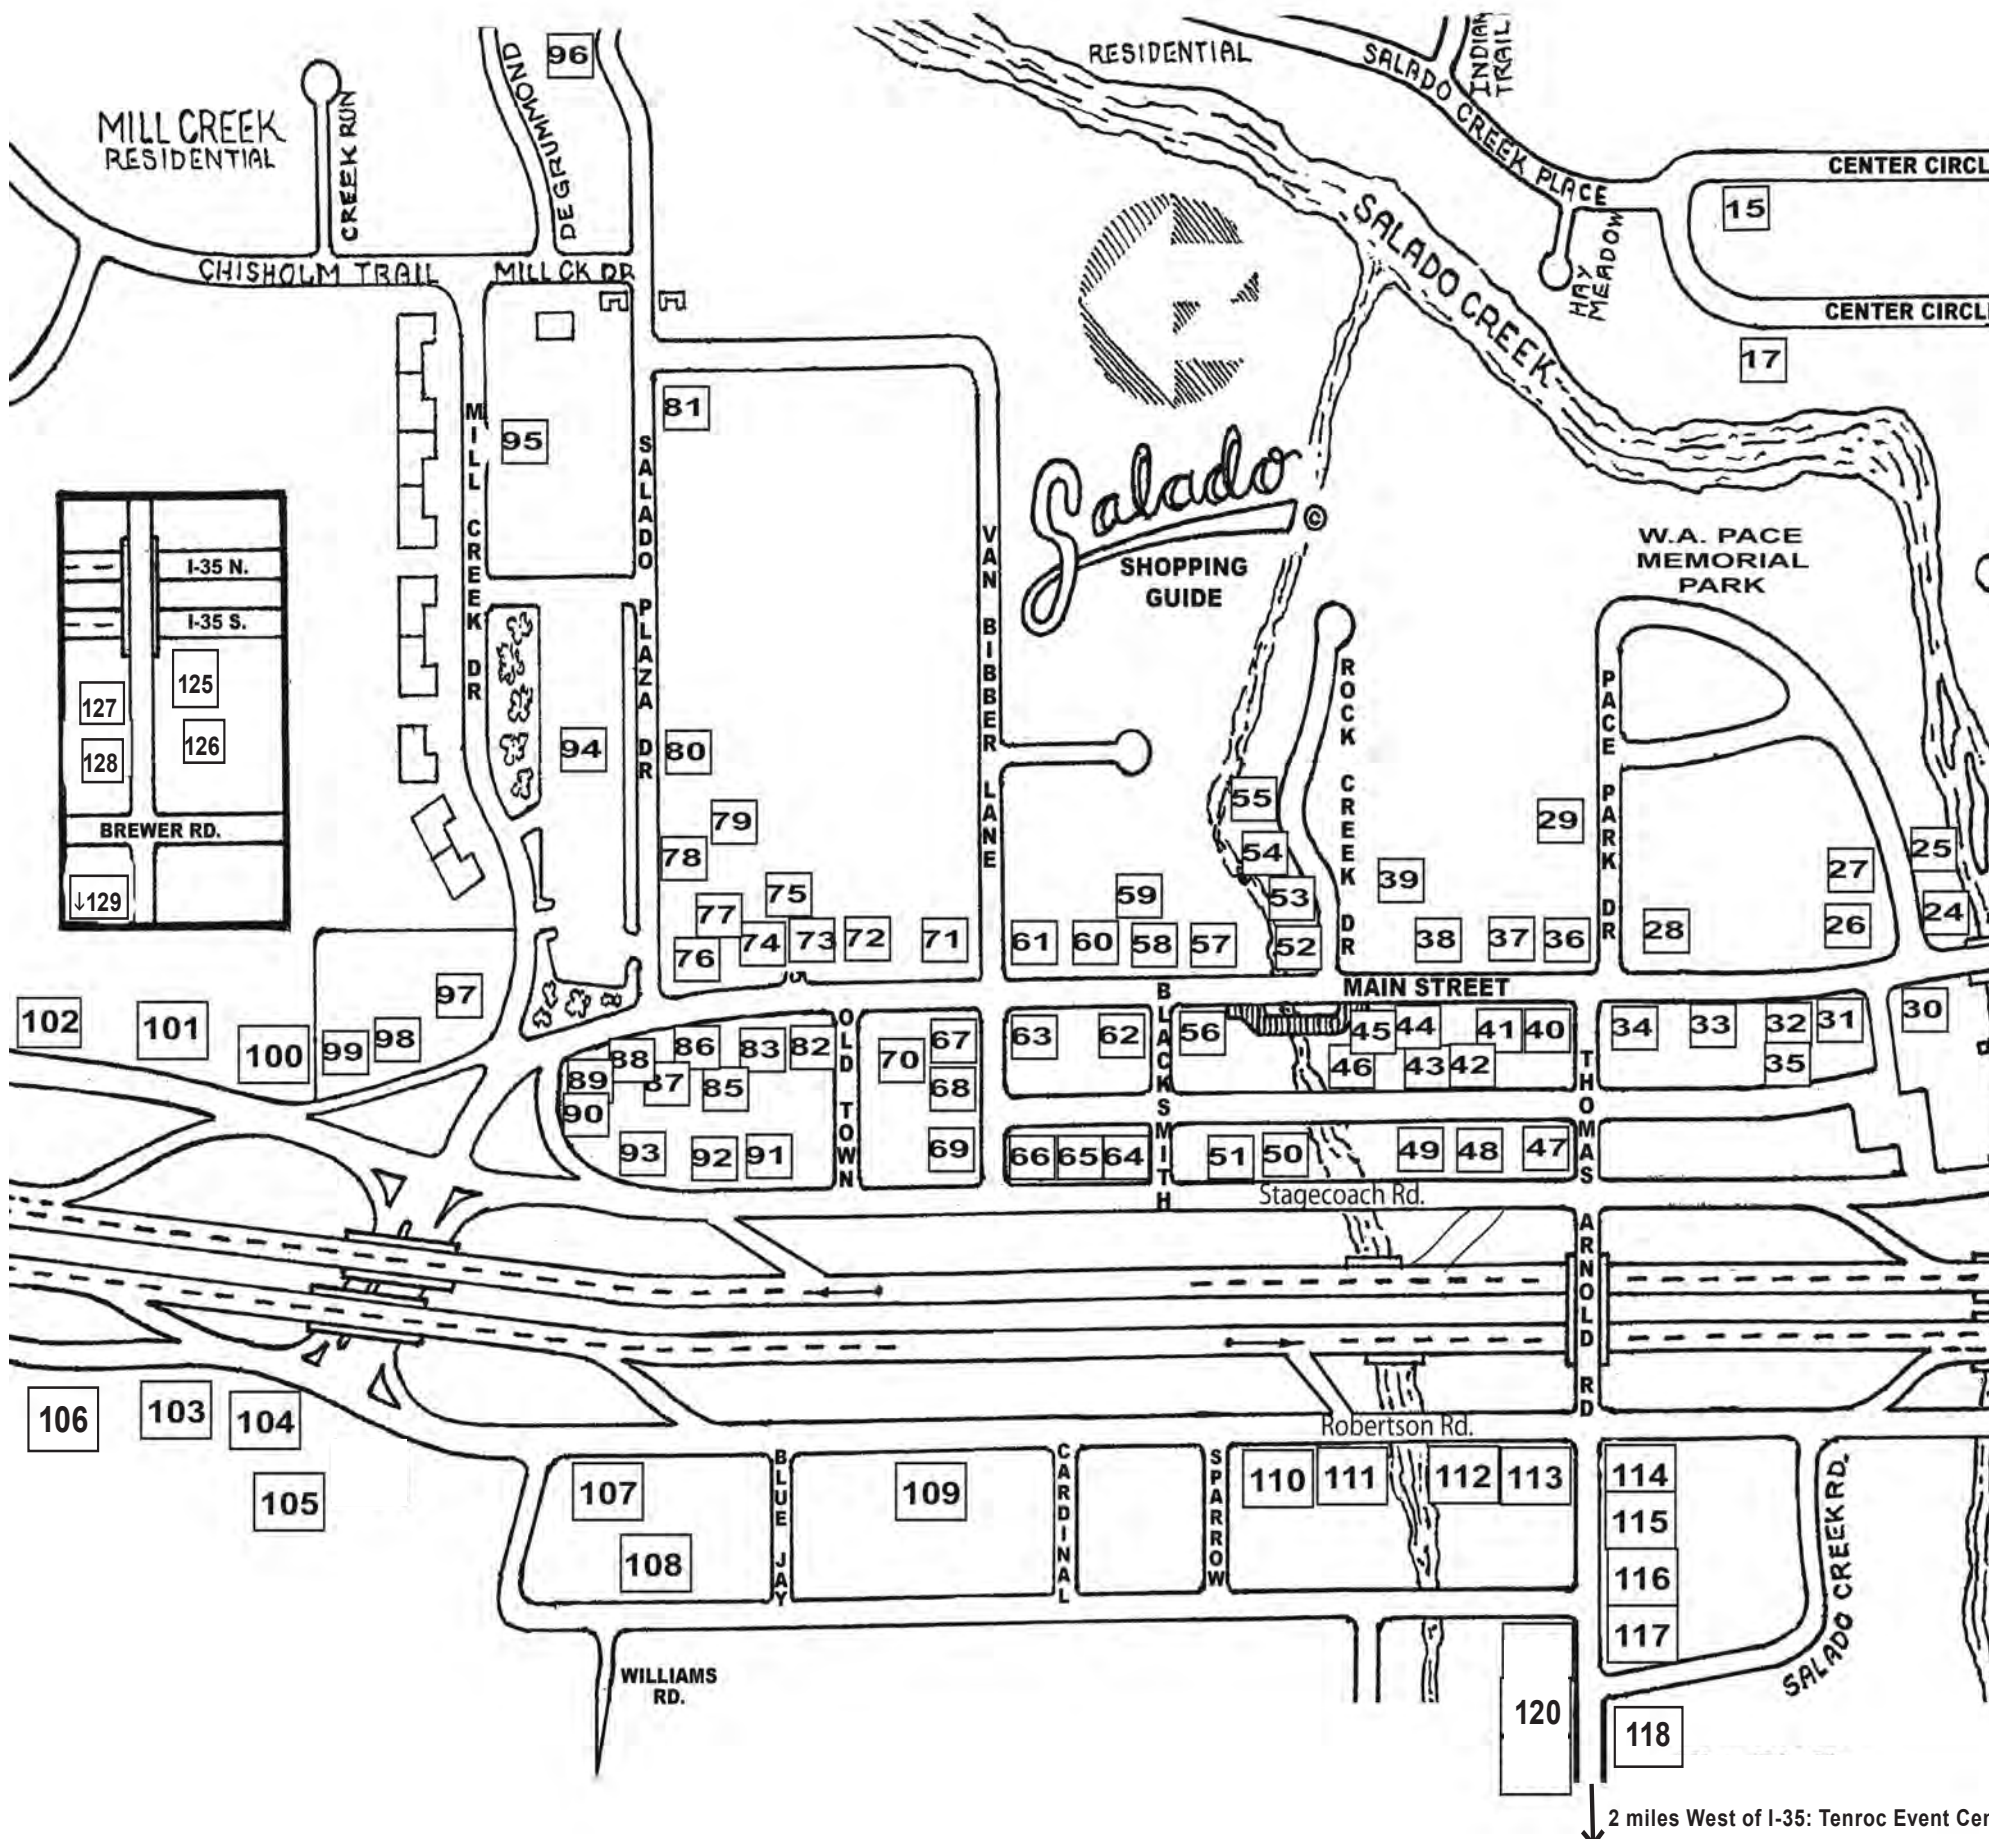 96
RESIDENTIAL
SALADO CREEK PLACE
INDIAN
TRAIL
MILL CREEK
RESIDENTIAL
CREEK RUN
DEGRUMMOND
CENTER CIRCL
15
SALADO CREEK
HAY
MEADOW
CHISHOLM TRAIL
MILL CK DR
CENTER CIRCL
17
81
95
MILL CREEK DR
SALADO PLAZA DR
VAN BIBBER LANE
Salado
©
SHOPPING
GUIDE
W.A. PACE
MEMORIAL
PARK
I-35 N.
I-35 S.
125
127
126
128
BREWER RD.
↓129
94
80
79
78
77
75
76
74
73
72
71
61
60
59
58
57
55
54
53
52
ROCK CREEK DR
39
38
37
36
29
PACE PARK DR
28
27
26
25
24
MAIN STREET
102
101
100
99
98
97
88
86
83
82
89
87
85
90
93
92
91
OLD TOWN
70
67
68
69
63
62
66
65
64
BLACKSMITH
56
45
44
41
40
46
43
42
51
50
49
48
47
34
33
32
31
35
30
THOMAS ARNOLD RD
Stagecoach Rd.
Robertson Rd.
106
103
104
105
107
108
BLUE JAY
109
CARDINAL
SPARROW
110
111
112
113
114
115
116
117
SALADO CREEK RD.
WILLIAMS
RD.
120
118
2 miles West of I-35: Tenroc Event Cen